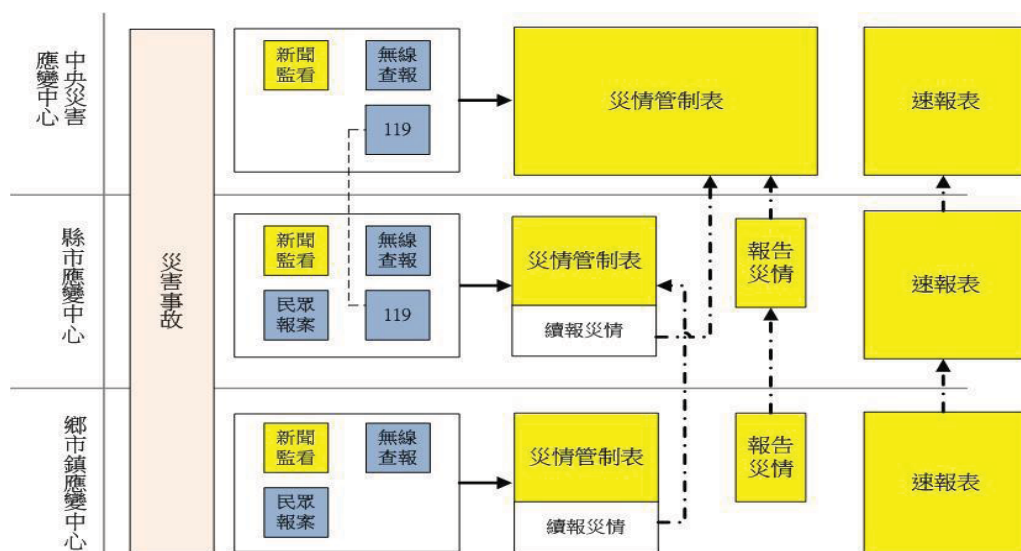 中央災害
應變中心
新聞
監看
無線
查報
119
災情管制表
速報表
災害事故
縣市應變中心
新聞
監看
無線
查報
民眾
報案
119
災情管制表
續報災情
報告
災情
速報表
鄉市鎮應變中心
新聞
監看
無線
查報
民眾
報案
災情管制表
續報災情
報告
災情
速報表